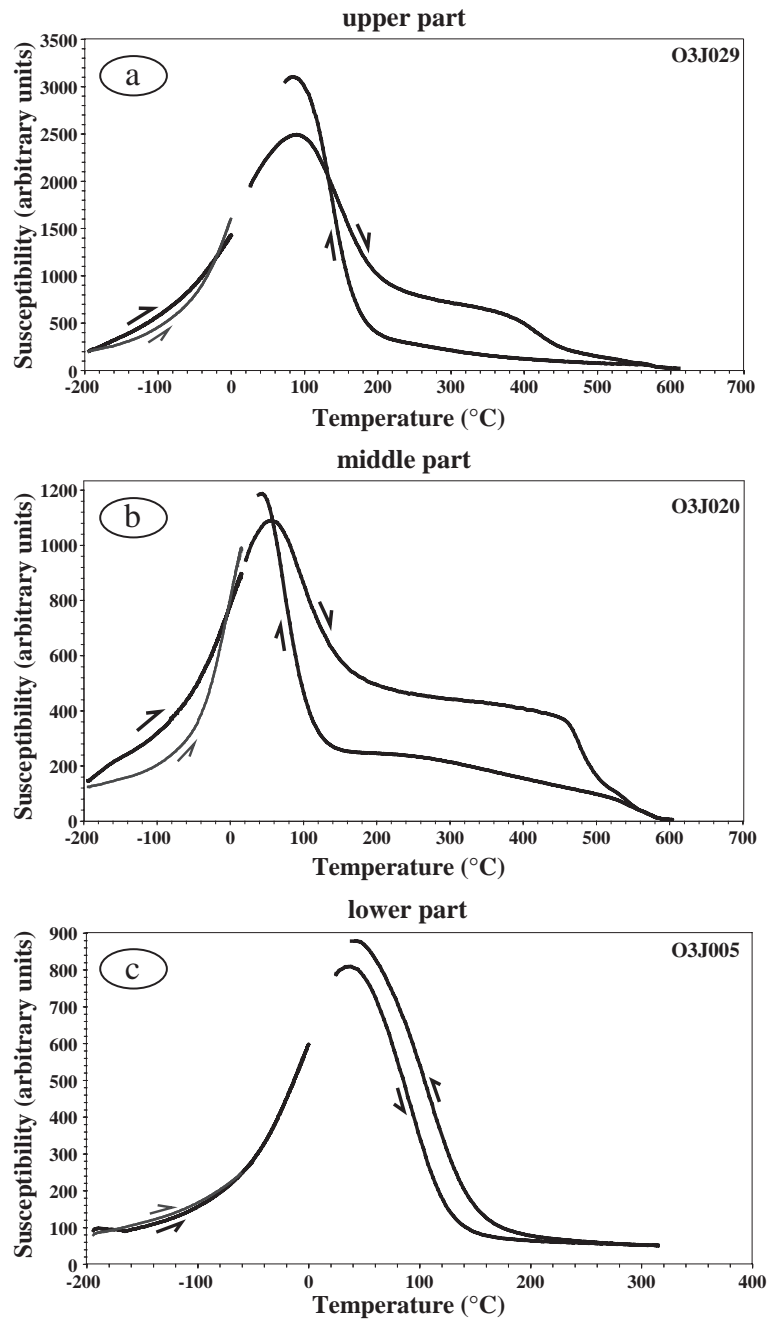 upper part
Susceptibility (arbitrary units)
3500
3000
2500
2000
1500
1000
500
0
a
O3J029
-200 -100 0 100 200 300 400 500 600 700
Temperature (°C)
middle part
Susceptibility (arbitrary units)
1200
1000
800
600
400
200
0
b
O3J020
-200 -100 0 100 200 300 400 500 600 700
Temperature (°C)
lower part
Susceptibility (arbitrary units)
900
800
700
600
500
400
300
200
100
0
c
O3J005
-200 -100 0 100 200 300 400
Temperature (°C)